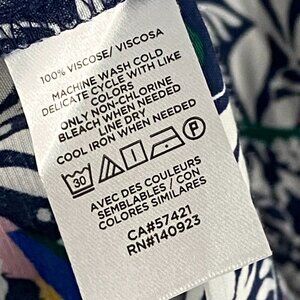 100% VISCOSE/ VISCOSA
MACHINE WASH COLD
DELICATE CYCLE WITH LIKE
COLORS
ONLY NON-CHLORINE
BLEACH WHEN NEEDED
LINE DRY
COOL IRON WHEN NEEDED
30 P
AVEC DES COULEURS
SEMBLABLES / CON
COLORES SIMILARES
CA#57421
RN#140923